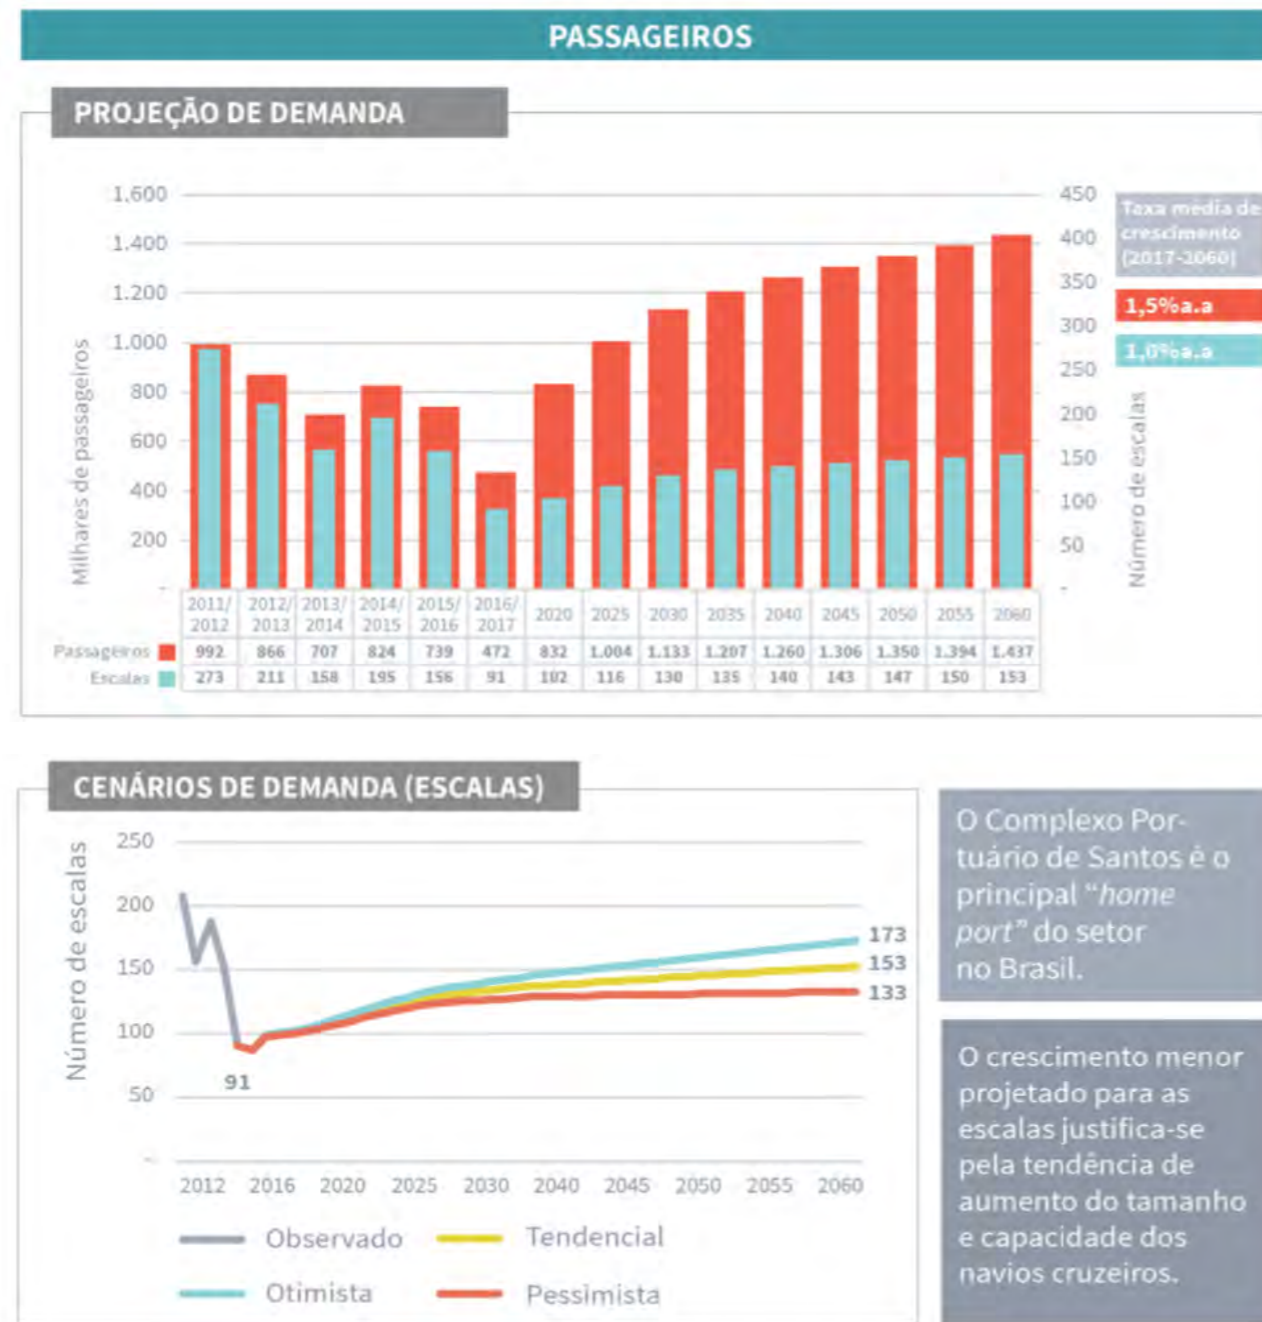 PASSAGEIROS
PROJEÇÃO DE DEMANDA
1.600
1.400
1.200
1.000
800
600
400
200
-
Milhares de passageiros
450
400
350
300
250
200
150
100
50
-
Número de escalas
Taxa média de
crescimento
(2017-2060)
1,5%a.a
1,0%a.a
2011/2012 2012/2013 2013/2014 2014/2015 2015/2016 2016/2017 2020 2025 2030 2035 2040 2045 2050 2055 2060
Passageiros 992 866 707 824 739 472 832 1.004 1.133 1.207 1.260 1.306 1.350 1.394 1.437
Escalas 273 211 158 195 156 91 102 116 130 135 140 143 147 150 153
CENÁRIOS DE DEMANDA (ESCALAS)
Número de escalas
250
200
150
100
50
-
91
173
153
133
2012 2016 2020 2025 2030 2040 2045 2050 2055 2060
Observado
Tendencial
Otimista
Pessimista
O Complexo Por-
tuário de Santos é o
principal “home
port” do setor
no Brasil.
O crescimento menor
projetado para as
escalas justifica-se
pela tendência de
aumento do tamanho
e capacidade dos
navios cruzeiros.